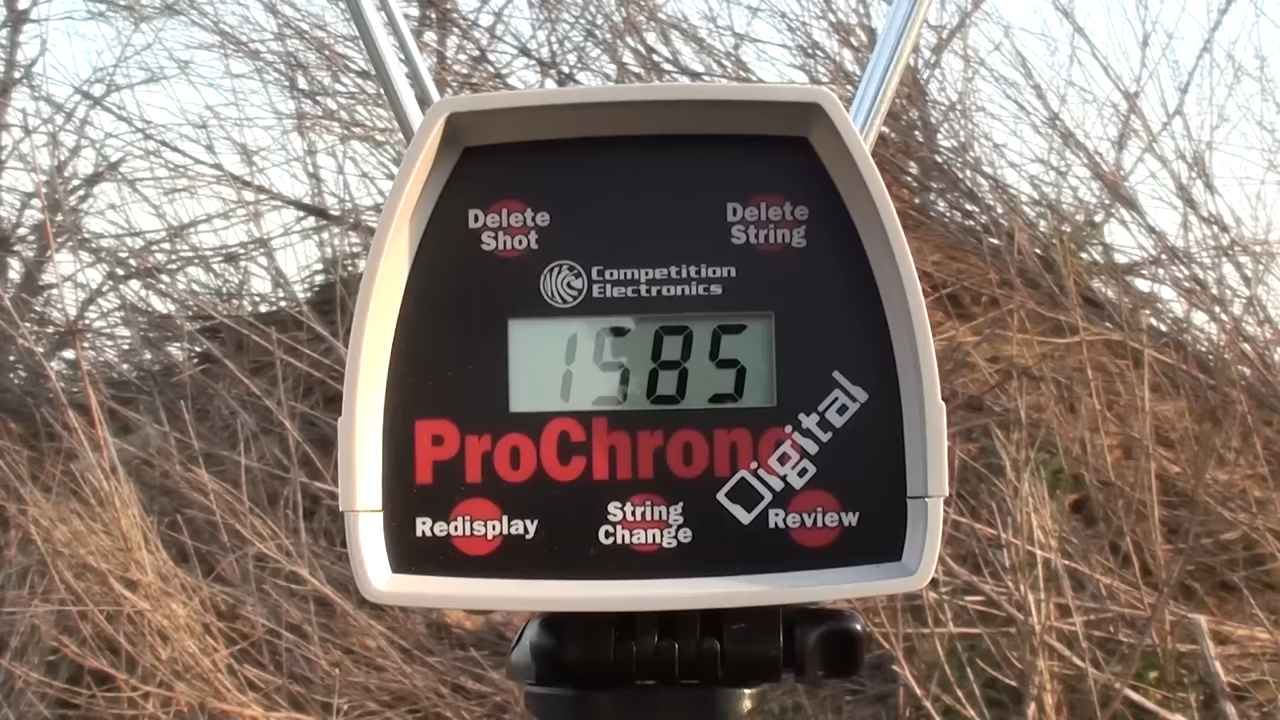 Delete
Shot
Delete
String
Competition
Electronics
1585
ProChrono
Digital
Redisplay
String
Change
Review